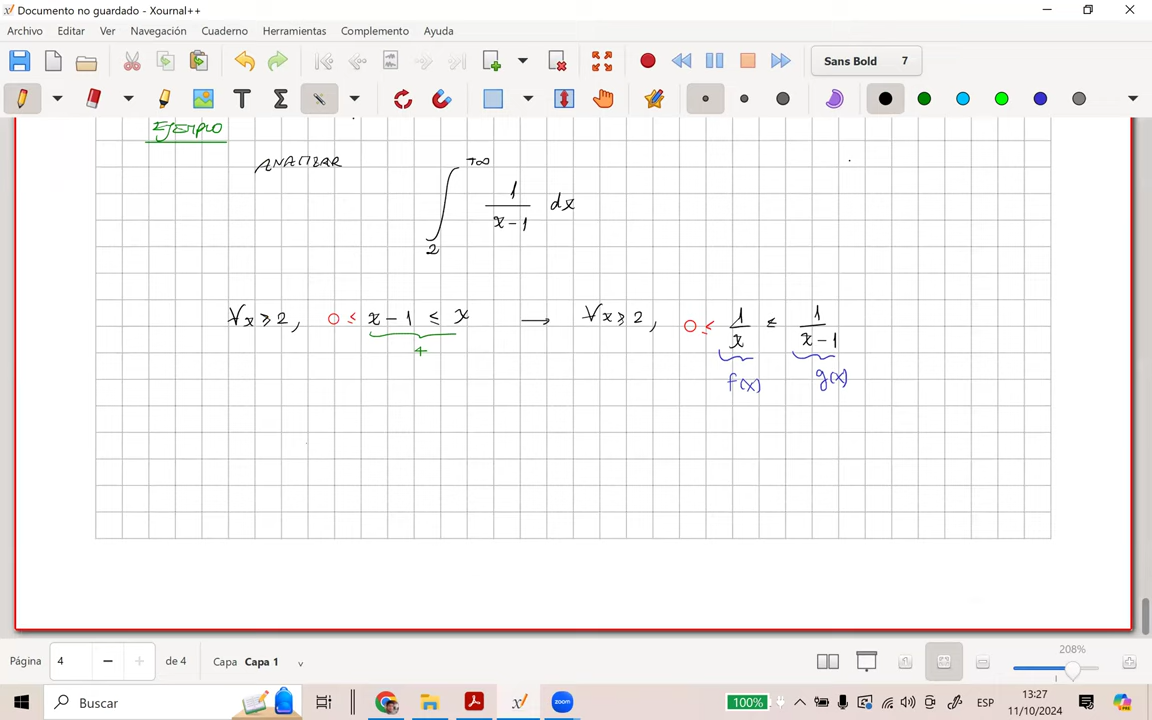 Documento no guardado - Xournal++
Archivo Editar Ver Navegación Cuaderno Herramientas Complemento Ayuda
Sans Bold 7
EJEMPLO
ANALIZAR
∫_2^{+∞} 1/(x-1) dx
∀x ≥ 2, 0 ≤ x-1 ≤ x → ∀x ≥ 2, 0 ≤ 1/x ≤ 1/(x-1)
+ f(x) g(x)
Página 4 de 4 Capa Capa 1 208%
Buscar 100% ESP 13:27
11/10/2024